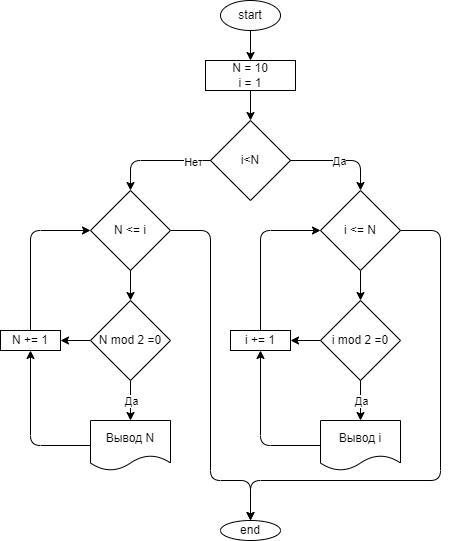 start
N = 10
i = 1
i<N
Нет
Да
N <= i
i <= N
N += 1
N mod 2 =0
i += 1
i mod 2 =0
Да
Да
Вывод N
Вывод i
end